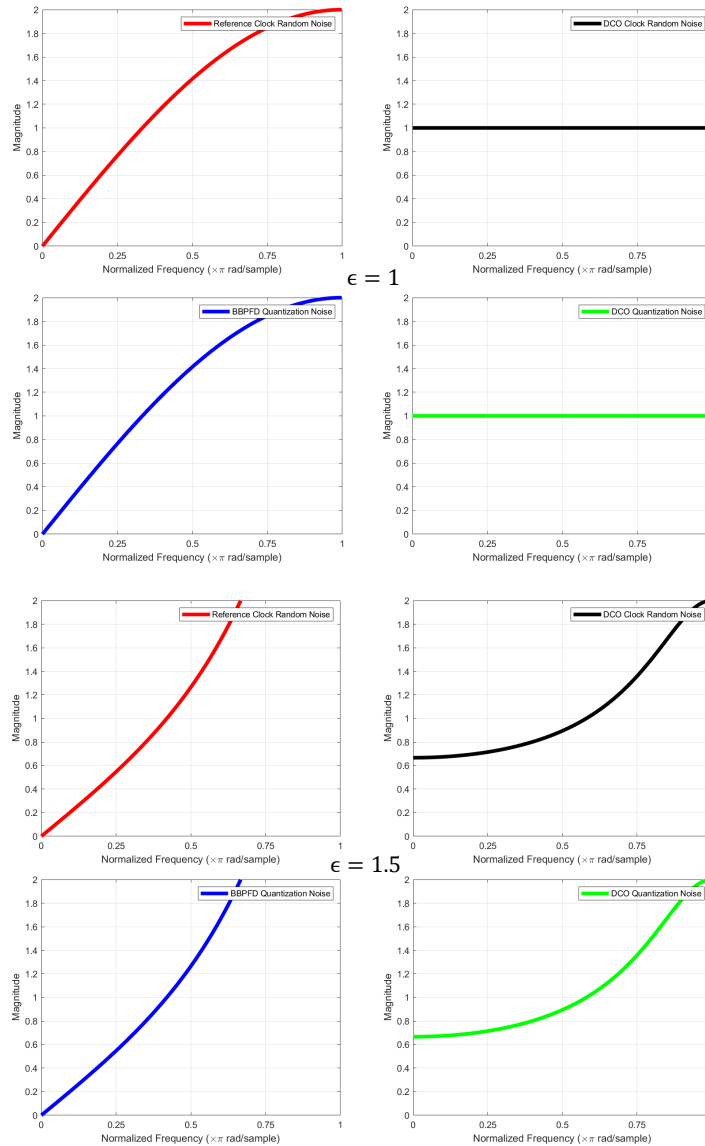 2
1.8
1.6
1.4
1.2
1
0.8
0.6
0.4
0.2
0
Magnitude
Reference Clock Random Noise
0 0.25 0.5 0.75 1
Normalized Frequency (×π rad/sample)
2
1.8
1.6
1.4
1.2
1
0.8
0.6
0.4
0.2
0
Magnitude
DCO Clock Random Noise
0 0.25 0.5 0.75
Normalized Frequency (×π rad/sample)
ϵ = 1
2
1.8
1.6
1.4
1.2
1
0.8
0.6
0.4
0.2
0
Magnitude
BBPFD Quantization Noise
0 0.25 0.5 0.75 1
Normalized Frequency (×π rad/sample)
2
1.8
1.6
1.4
1.2
1
0.8
0.6
0.4
0.2
0
Magnitude
DCO Quantization Noise
0 0.25 0.5 0.75
Normalized Frequency (×π rad/sample)
2
1.8
1.6
1.4
1.2
1
0.8
0.6
0.4
0.2
0
Magnitude
Reference Clock Random Noise
0 0.25 0.5 0.75 1
Normalized Frequency (×π rad/sample)
2
1.8
1.6
1.4
1.2
1
0.8
0.6
0.4
0.2
0
Magnitude
DCO Clock Random Noise
0 0.25 0.5 0.75
Normalized Frequency (×π rad/sample)
ϵ = 1.5
2
1.8
1.6
1.4
1.2
1
0.8
0.6
0.4
0.2
0
Magnitude
BBPFD Quantization Noise
0 0.25 0.5 0.75 1
Normalized Frequency (×π rad/sample)
2
1.8
1.6
1.4
1.2
1
0.8
0.6
0.4
0.2
0
Magnitude
DCO Quantization Noise
0 0.25 0.5 0.75
Normalized Frequency (×π rad/sample)